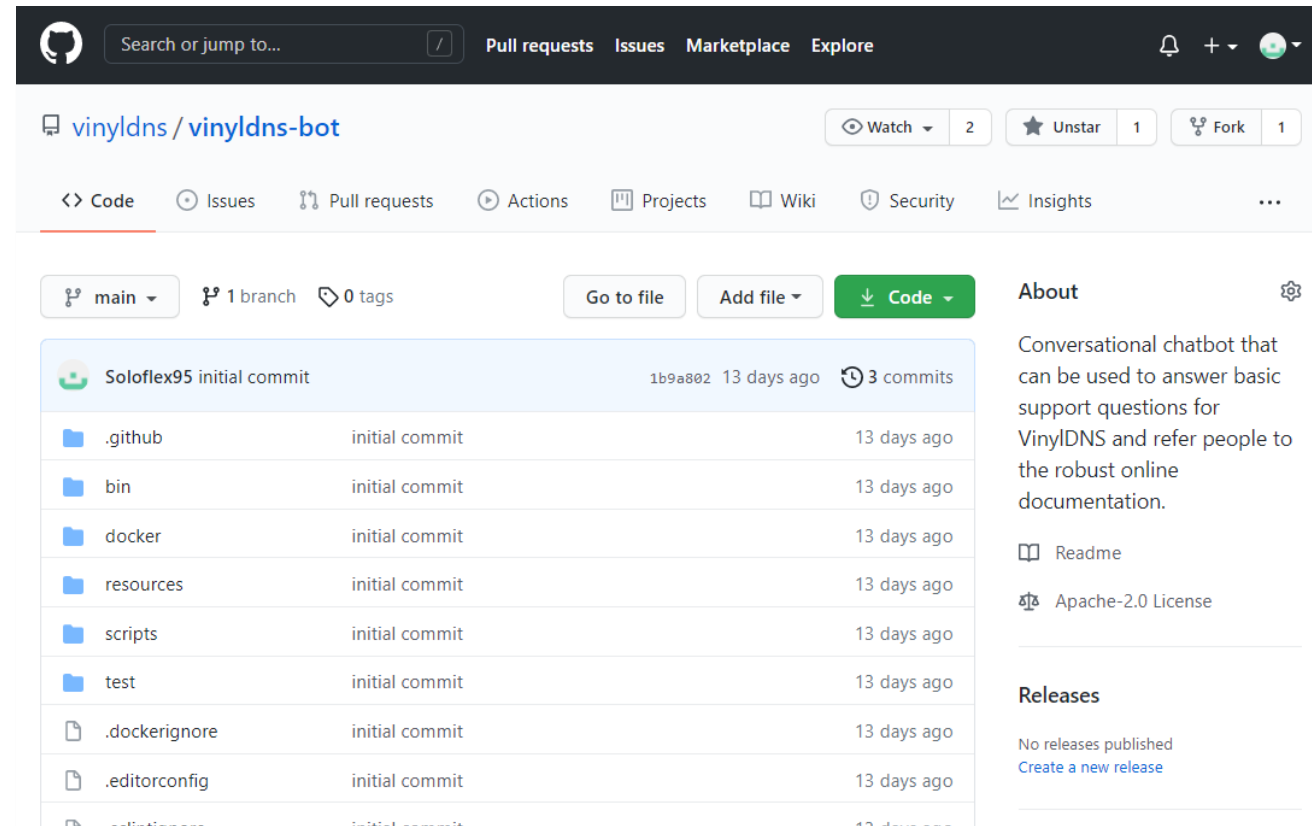 Search or jump to... / Pull requests Issues Marketplace Explore
vinyldns / vinyldns-bot Watch 2 Unstar 1 Fork 1
<> Code Issues Pull requests Actions Projects Wiki Security Insights ...
main 1 branch 0 tags Go to file Add file Code
Soloflex95 initial commit 1b9a802 13 days ago 3 commits
.github initial commit 13 days ago
bin initial commit 13 days ago
docker initial commit 13 days ago
resources initial commit 13 days ago
scripts initial commit 13 days ago
test initial commit 13 days ago
.dockerignore initial commit 13 days ago
.editorconfig initial commit 13 days ago
initial commit 13 days ago
About
Conversational chatbot that
can be used to answer basic
support questions for
VinylDNS and refer people to
the robust online
documentation.
Readme
Apache-2.0 License
Releases
No releases published
Create a new release